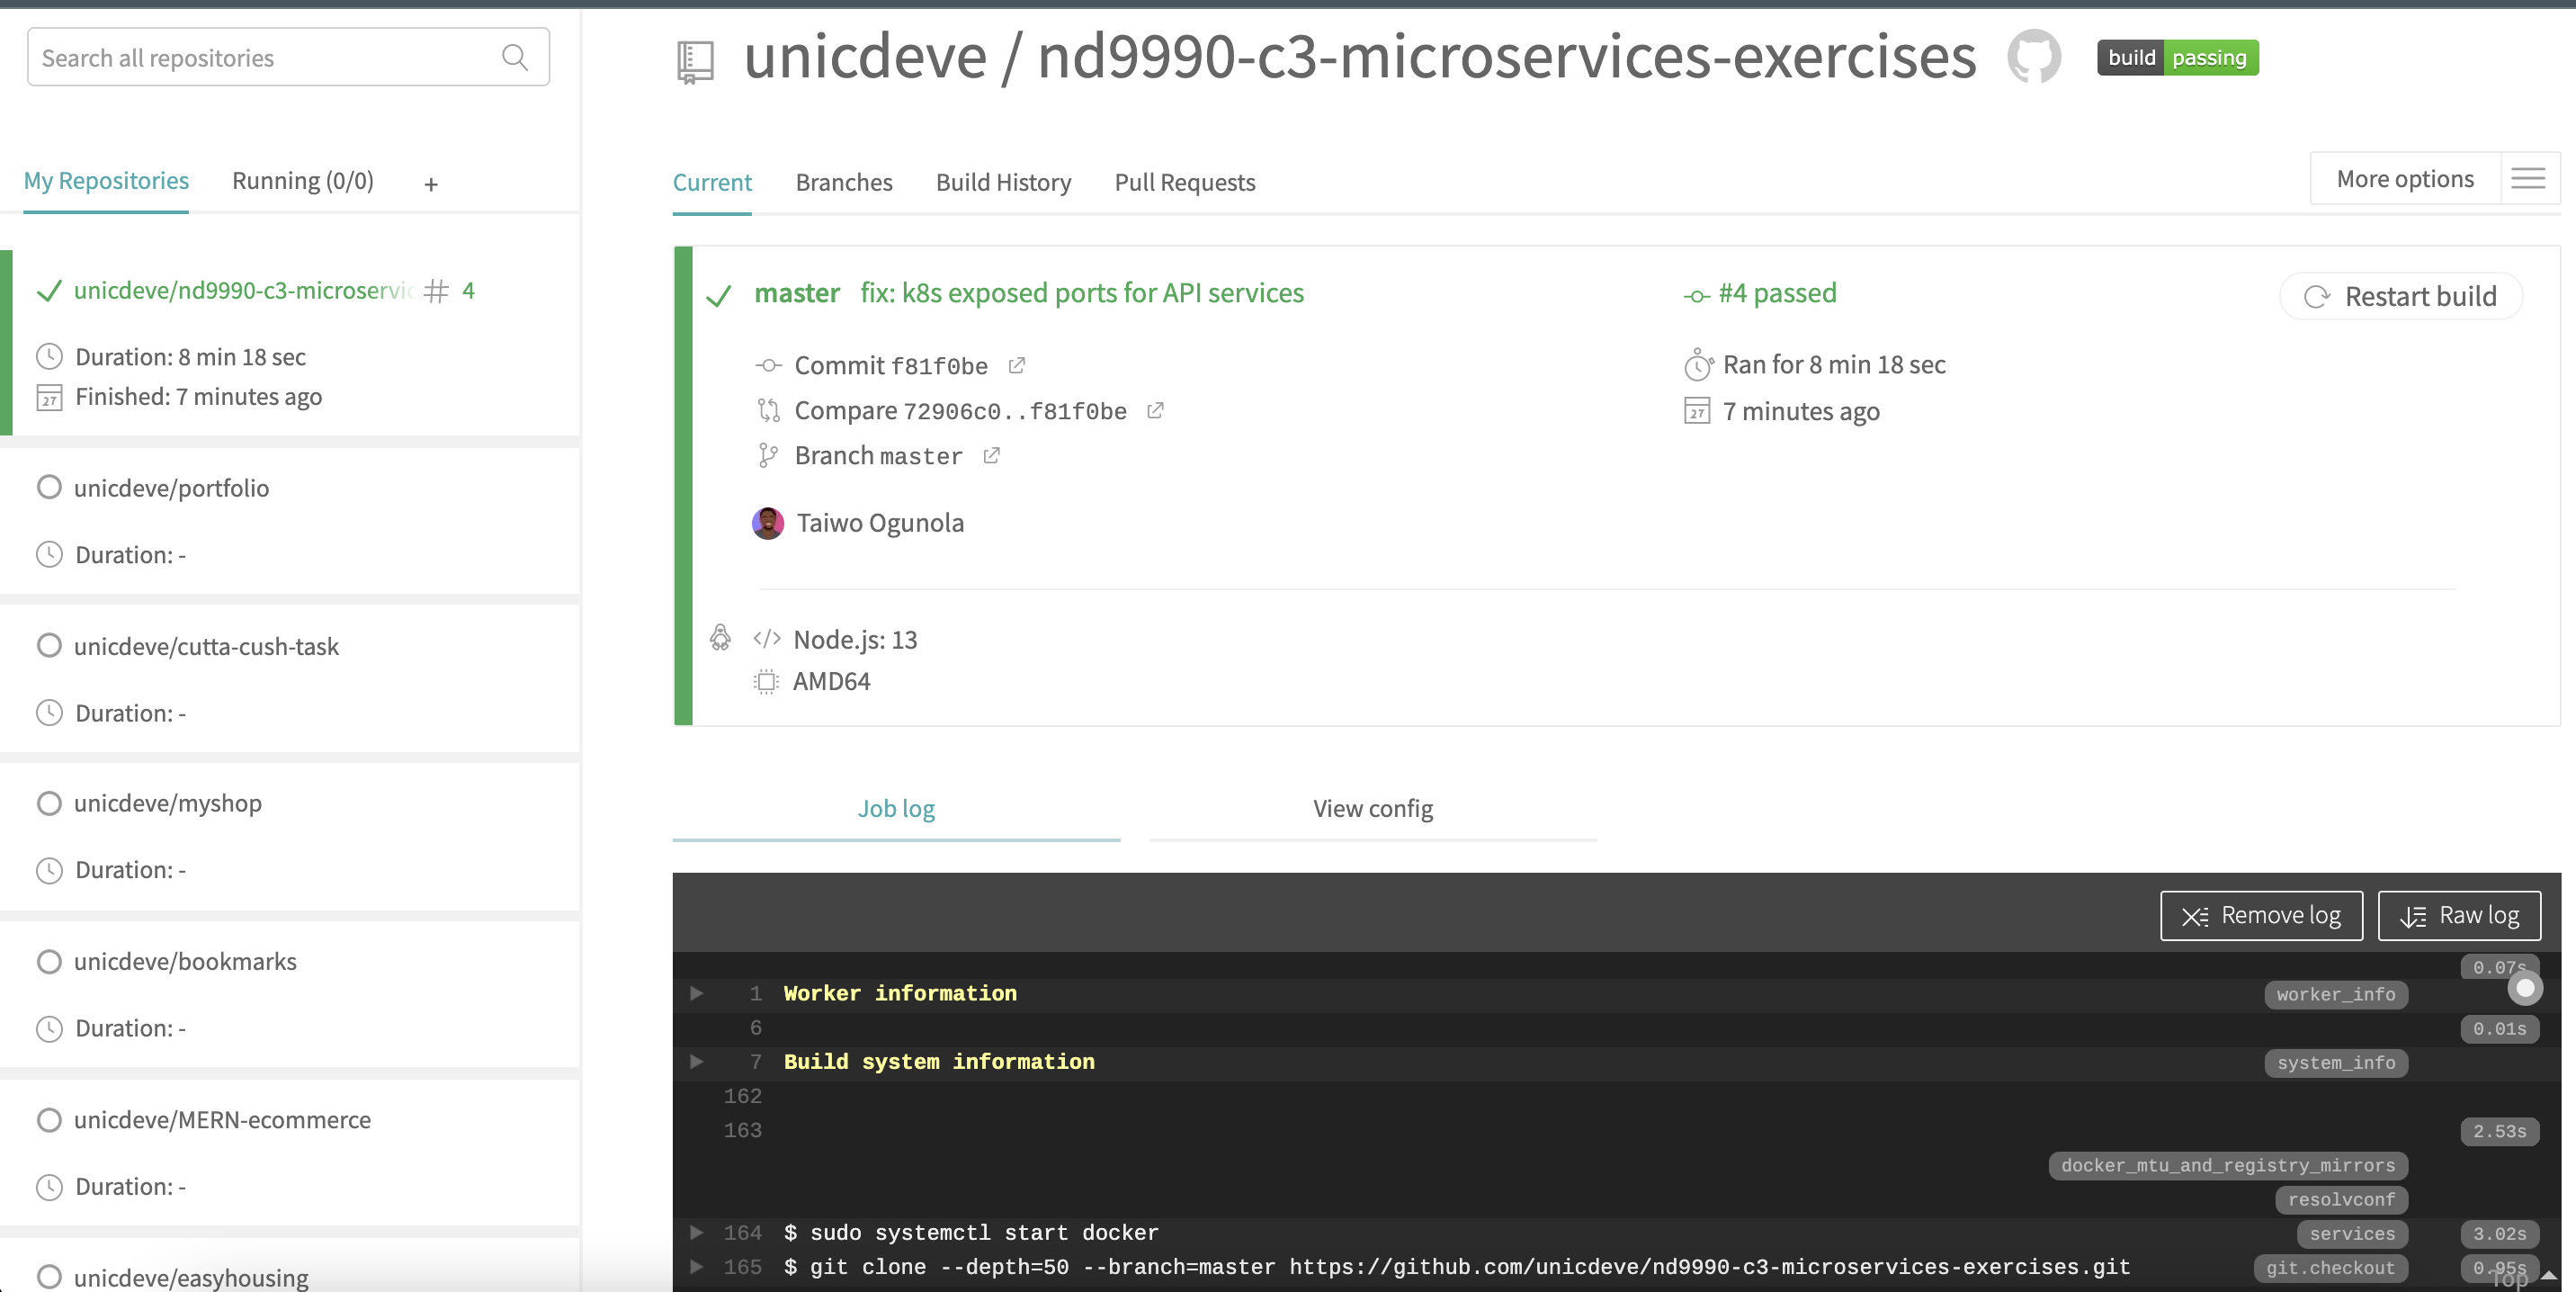 Search all repositories
My Repositories
Running (0/0)
+
unicdeve/nd9990-c3-microservic # 4
Duration: 8 min 18 sec
27 Finished: 7 minutes ago
unicdeve/portfolio
Duration: -
unicdeve/cutta-cush-task
Duration: -
unicdeve/myshop
Duration: -
unicdeve/bookmarks
Duration: -
unicdeve/MERN-ecommerce
Duration: -
unicdeve/easyhousing
unicdeve / nd9990-c3-microservices-exercises
build passing
Current
Branches
Build History
Pull Requests
More options
master fix: k8s exposed ports for API services
Commit f81f0be
Compare 72906c0..f81f0be
Branch master
Taiwo Ogunola
#4 passed
Ran for 8 min 18 sec
27 7 minutes ago
Restart build
</> Node.js: 13
AMD64
Job log
View config
Remove log
Raw log
0.07s
1 Worker information worker_info
6 0.01s
7 Build system information system_info
162
163 2.53s
docker_mtu_and_registry_mirrors
resolvconf
164 $ sudo systemctl start docker services 3.02s
165 $ git clone --depth=50 --branch=master https://github.com/unicdeve/nd9990-c3-microservices-exercises.git git.checkout 0.95s
Top